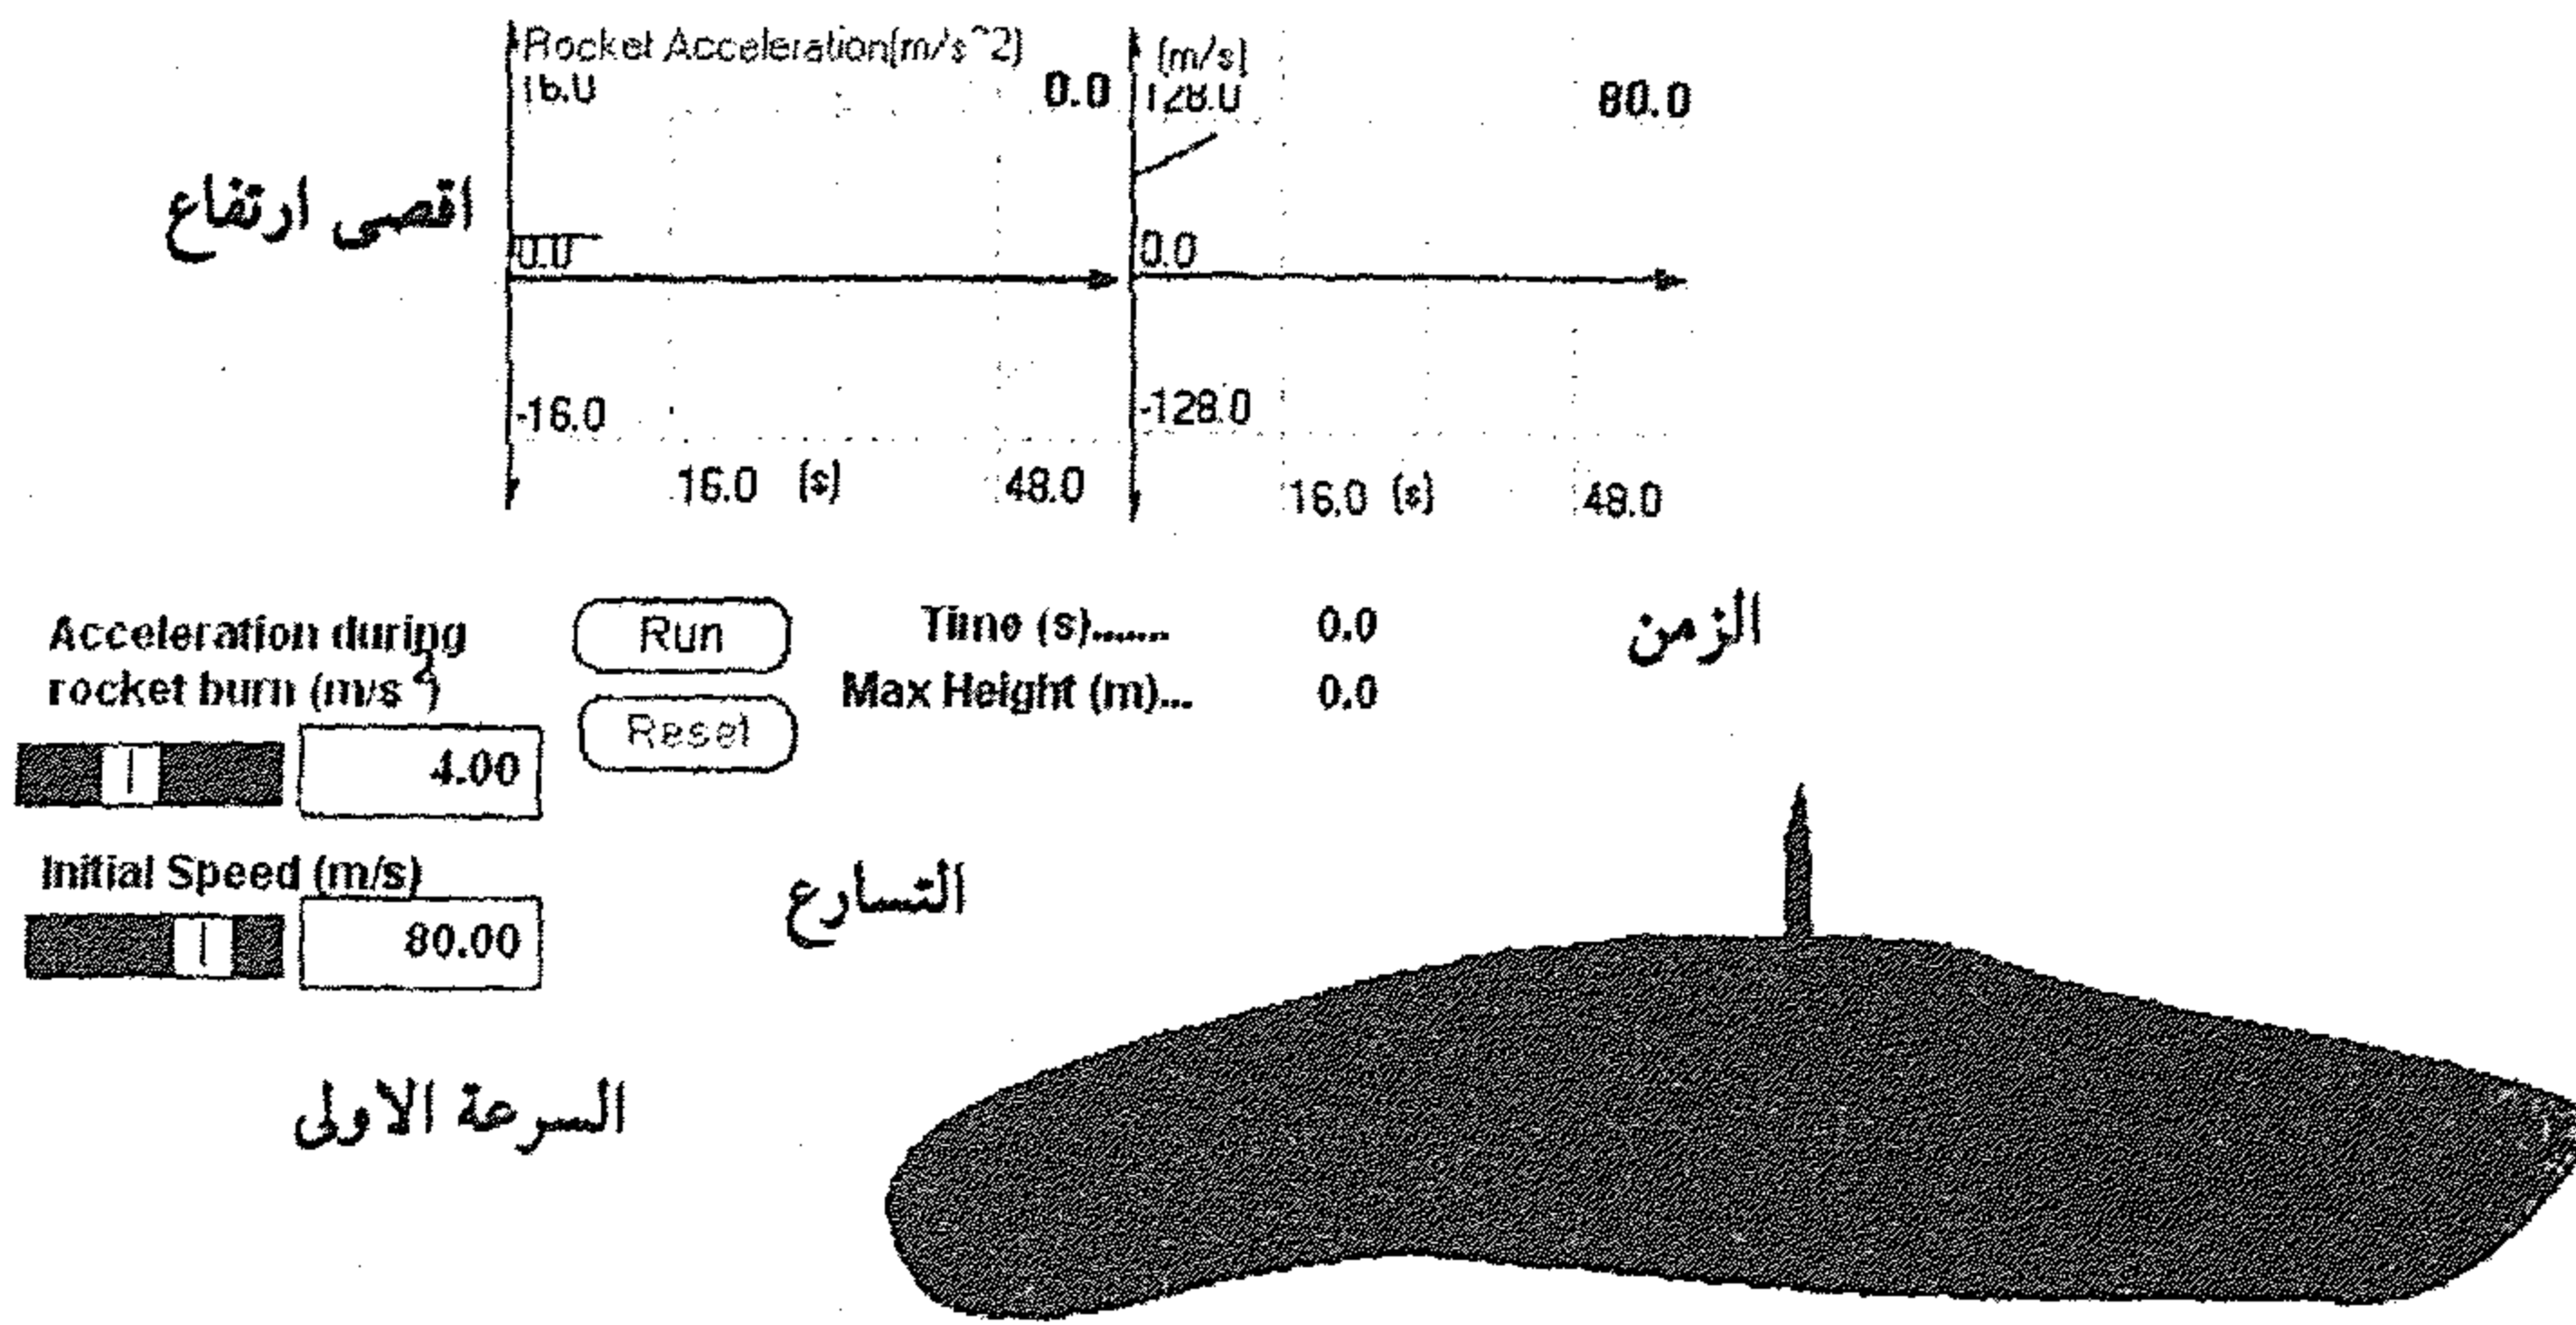 Rocket Acceleration(m/s^2)
16.0
0.0
(m/s)
128.0
80.0
اقصى ارتفاع
0.0
0.0
-16.0
-128.0
16.0 (s) 48.0
16.0 (s) 48.0
Acceleration during
rocket burn (m/s²)
Run
Time (s).......
0.0
الزمن
Reset
Max Height (m)...
0.0
4.00
Initial Speed (m/s)
80.00
التسارع
السرعة الاولى